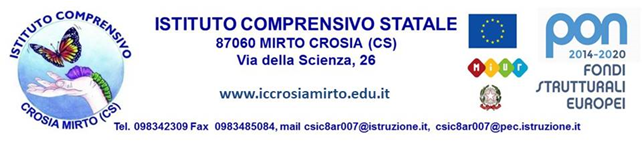 ISTITUTO COMPRENSIVO
CROSIA MIRTO (CS)
ISTITUTO COMPRENSIVO STATALE
87060 MIRTO CROSIA (CS)
Via della Scienza, 26
www.iccrosiamirto.edu.it
Tel. 098342309 Fax 0983485084, mail csic8ar007@istruzione.it, csic8ar007@pec.istruzione.it
MiUR
pon
2014-2020
FONDI
STRUTTURALI
EUROPEI